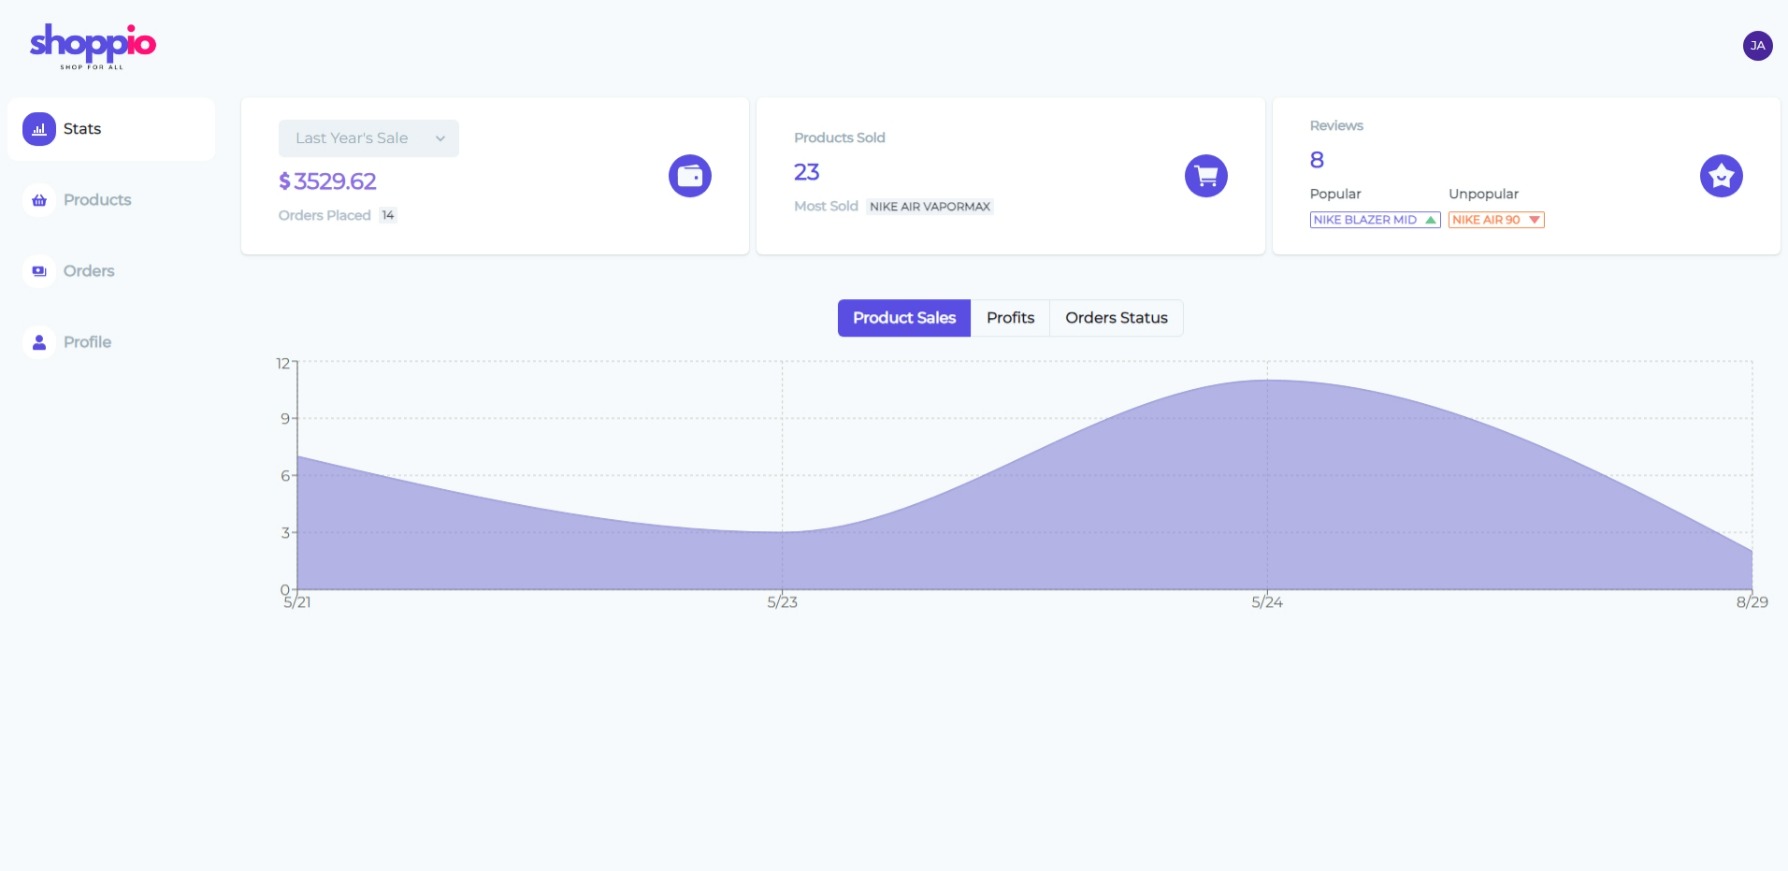 shoppio
SHOP FOR ALL
JA
Stats
Products
Orders
Profile
Last Year's Sale
$3529.62
Orders Placed 14
Products Sold
23
Most Sold NIKE AIR VAPORMAX
Reviews
8
Popular Unpopular
NIKE BLAZER MID NIKE AIR 90
Product Sales Profits Orders Status
12
9
6
3
0
5/21 5/23 5/24 8/29